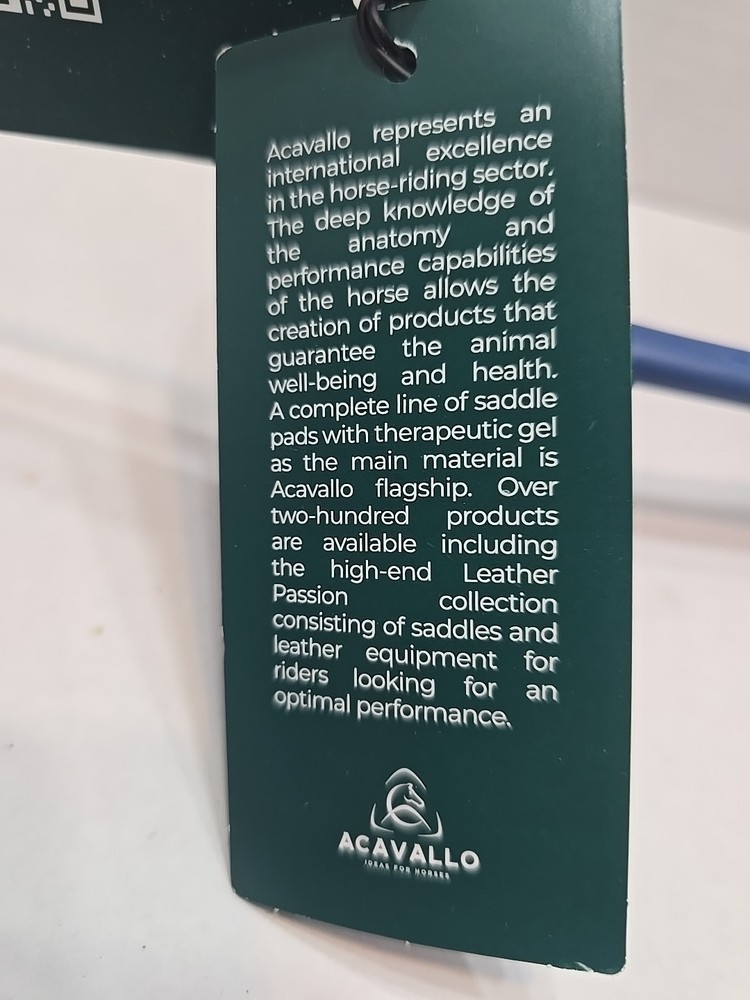 Acavallo represents an
international excellence
in the horse-riding sector.
The deep knowledge of
the anatomy and
performance capabilities
of the horse allows the
creation of products that
guarantee the animal
well-being and health.
A complete line of saddle
pads with therapeutic gel
as the main material is
Acavallo flagship. Over
two-hundred products
are available including
the high-end Leather
Passion collection
consisting of saddles and
leather equipment for
riders looking for an
optimal performance.
ACAVALLO
IDEAS FOR HORSES